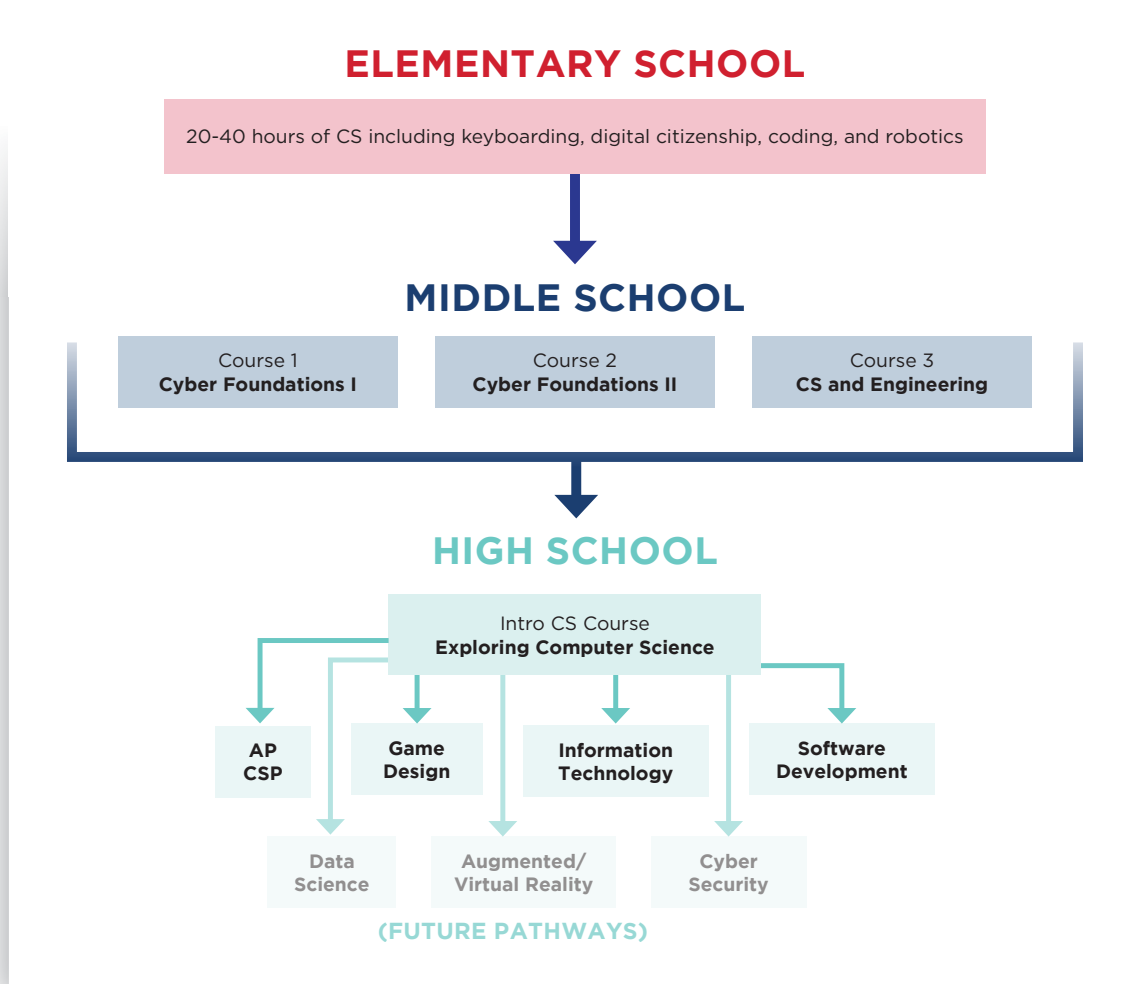 ELEMENTARY SCHOOL
20-40 hours of CS including keyboarding, digital citizenship, coding, and robotics
MIDDLE SCHOOL
Course 1
Cyber Foundations I
Course 2
Cyber Foundations II
Course 3
CS and Engineering
HIGH SCHOOL
Intro CS Course
Exploring Computer Science
AP
CSP
Game
Design
Information
Technology
Software
Development
Data
Science
Augmented/
Virtual Reality
Cyber
Security
(FUTURE PATHWAYS)